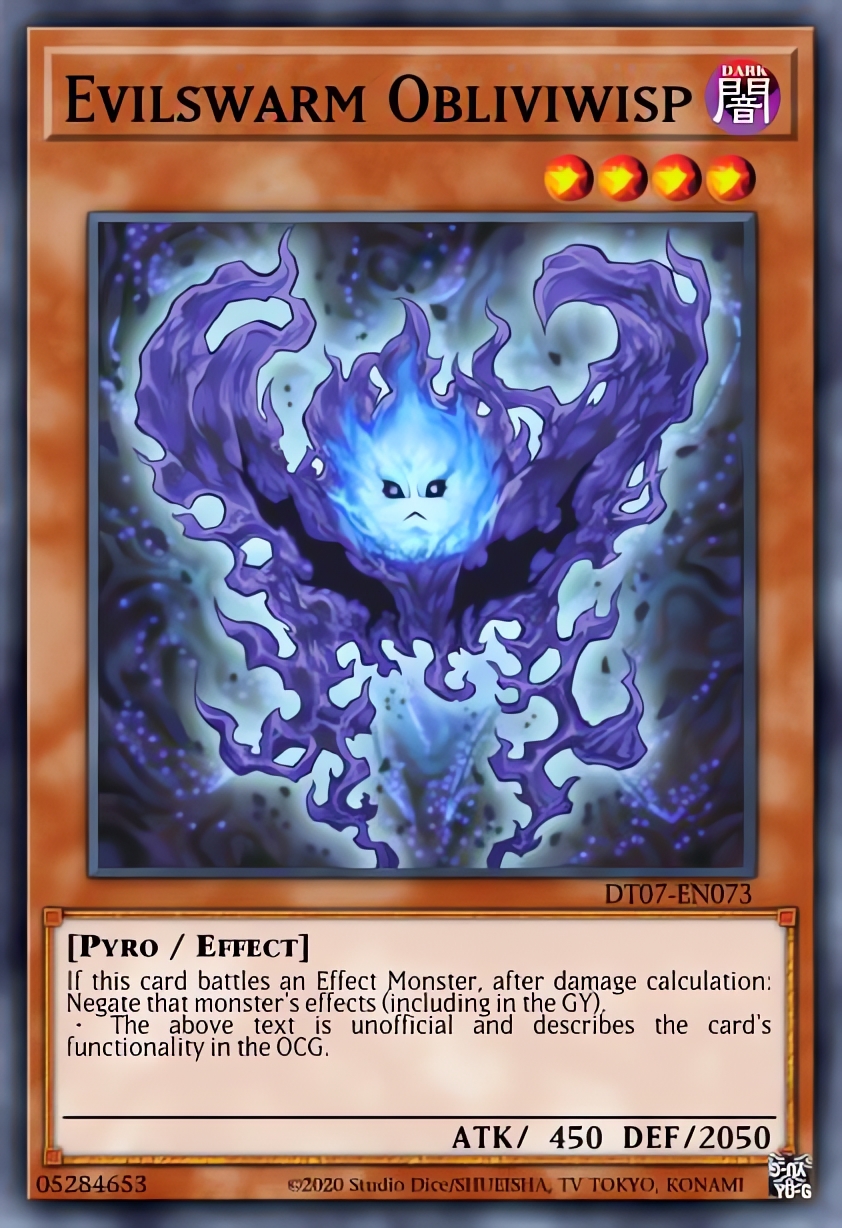 Evilswarm Obliviwisp
DARK
闇
DT07-EN073
[Pyro / Effect]
If this card battles an Effect Monster, after damage calculation:
Negate that monster's effects (including in the GY).
· The above text is unofficial and describes the card's
functionality in the OCG.
ATK/ 450 DEF/2050
05284653
©2020 Studio Dice/SHUEISHA, TV TOKYO, KONAMI